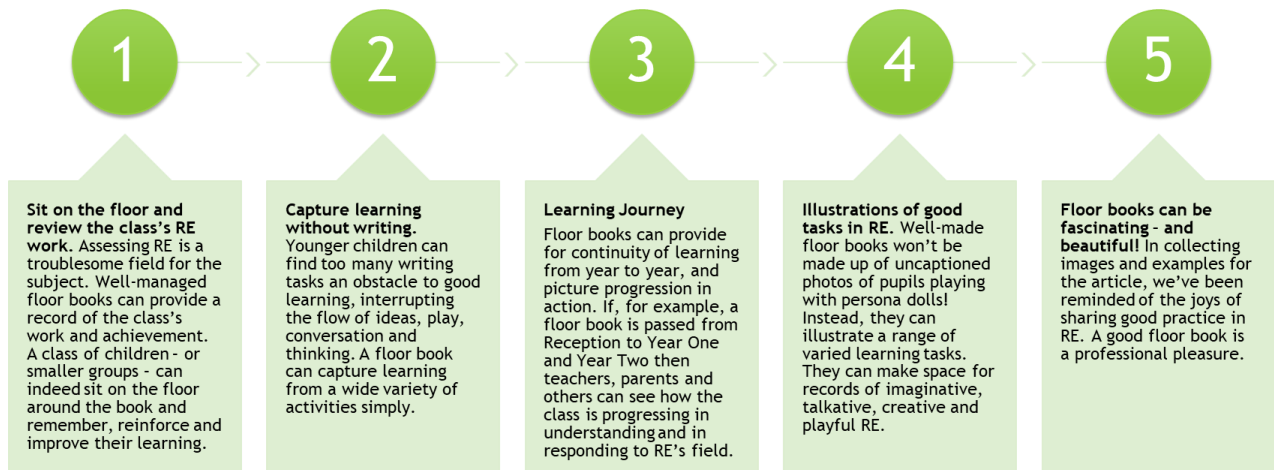 1
2
3
4
5
Sit on the floor and
review the class’s RE
work. Assessing RE is a
troublesome field for the
subject. Well-managed
floor books can provide a
record of the class’s
work and achievement.
A class of children – or
smaller groups – can
indeed sit on the floor
around the book and
remember, reinforce and
improve their learning.
Capture learning
without writing.
Younger children can
find too many writing
tasks an obstacle to good
learning, interrupting
the flow of ideas, play,
conversation and
thinking. A floor book
can capture learning
from a wide variety of
activities simply.
Learning Journey
Floor books can provide
for continuity of learning
from year to year, and
picture progression in
action. If, for example, a
floor book is passed from
Reception to Year One
and Year Two then
teachers, parents and
others can see how the
class is progressing in
understanding and in
responding to RE’s field.
Illustrations of good
tasks in RE. Well-made
floor books won’t be
made up of uncaptioned
photos of pupils playing
with persona dolls!
Instead, they can
illustrate a range of
varied learning tasks.
They can make space for
records of imaginative,
talkative, creative and
playful RE.
Floor books can be
fascinating – and
beautiful! In collecting
images and examples for
the article, we’ve been
reminded of the joys of
sharing good practice in
RE. A good floor book is
a professional pleasure.